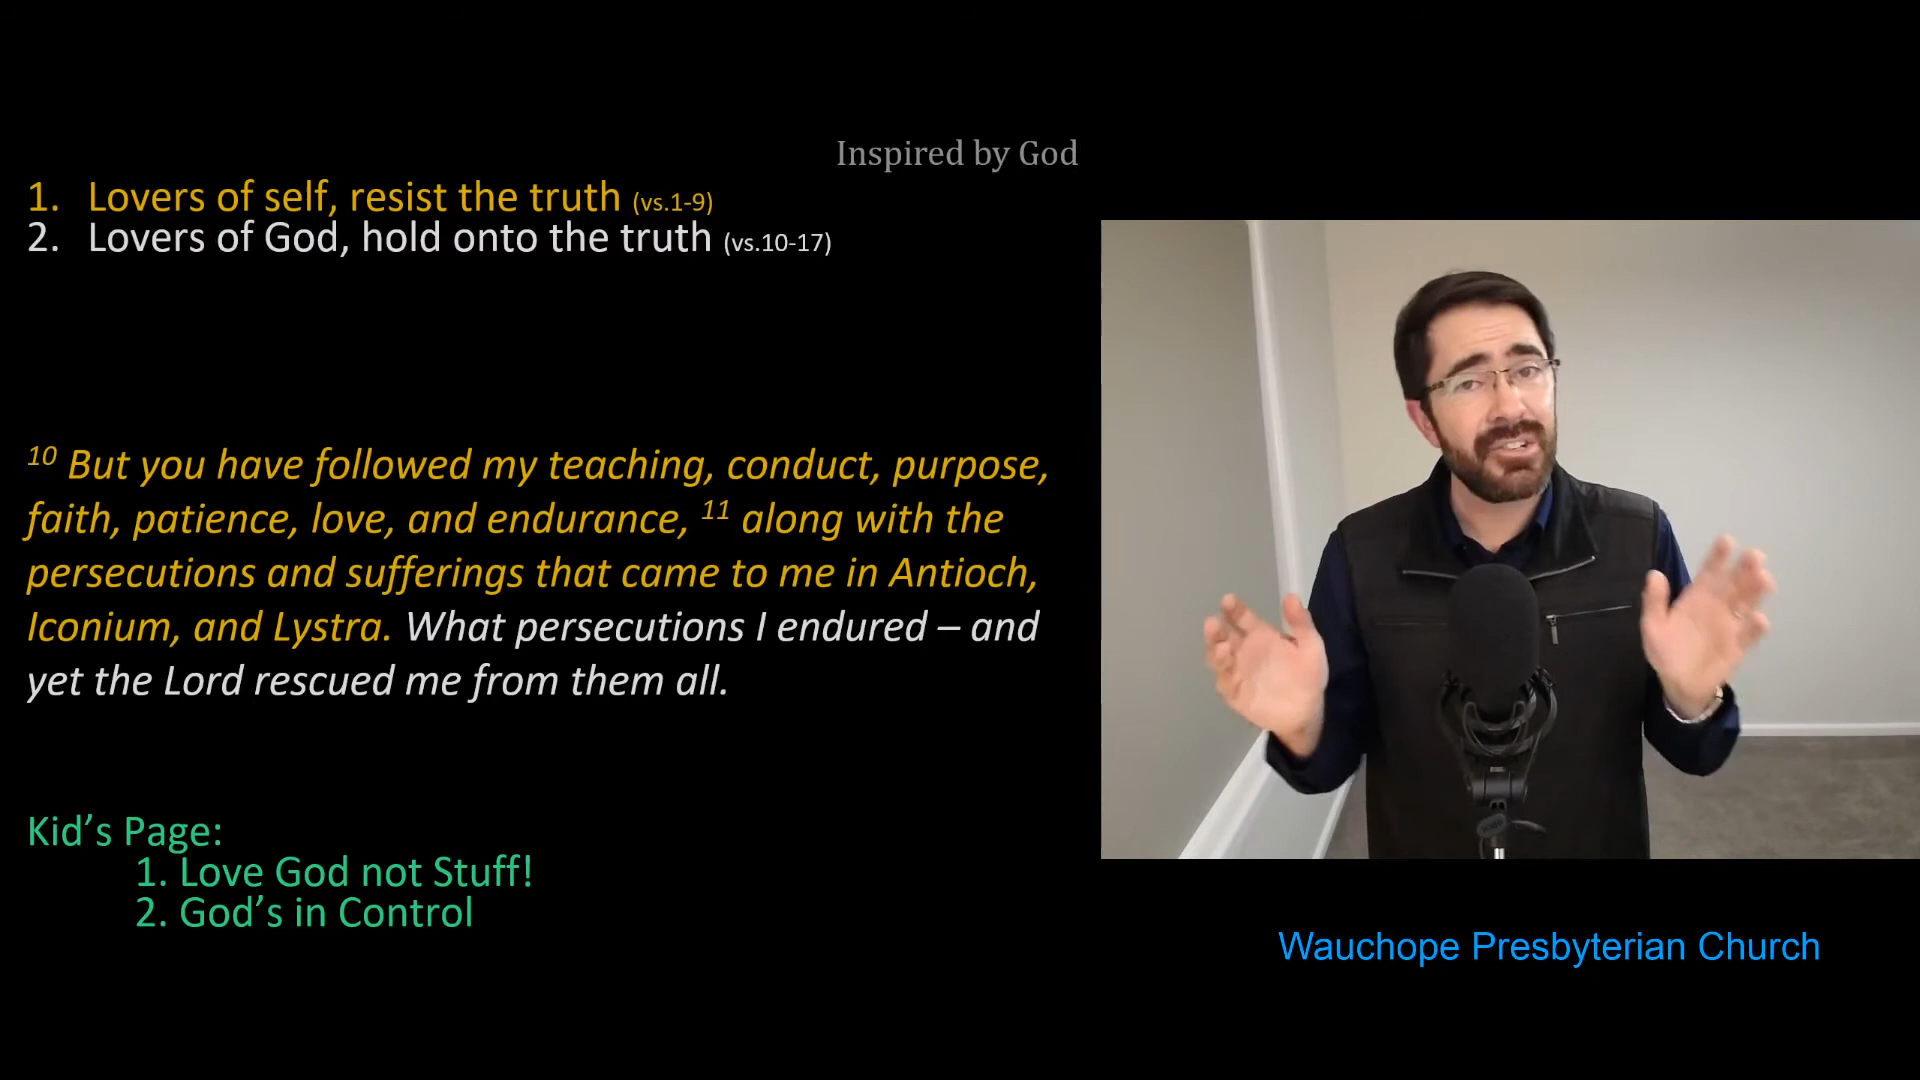 Inspired by God
1. Lovers of self, resist the truth (vs.1-9)
2. Lovers of God, hold onto the truth (vs.10-17)
10 But you have followed my teaching, conduct, purpose,
faith, patience, love, and endurance, 11 along with the
persecutions and sufferings that came to me in Antioch,
Iconium, and Lystra. What persecutions I endured – and
yet the Lord rescued me from them all.
Kid’s Page:
1. Love God not Stuff!
2. God’s in Control
Wauchope Presbyterian Church